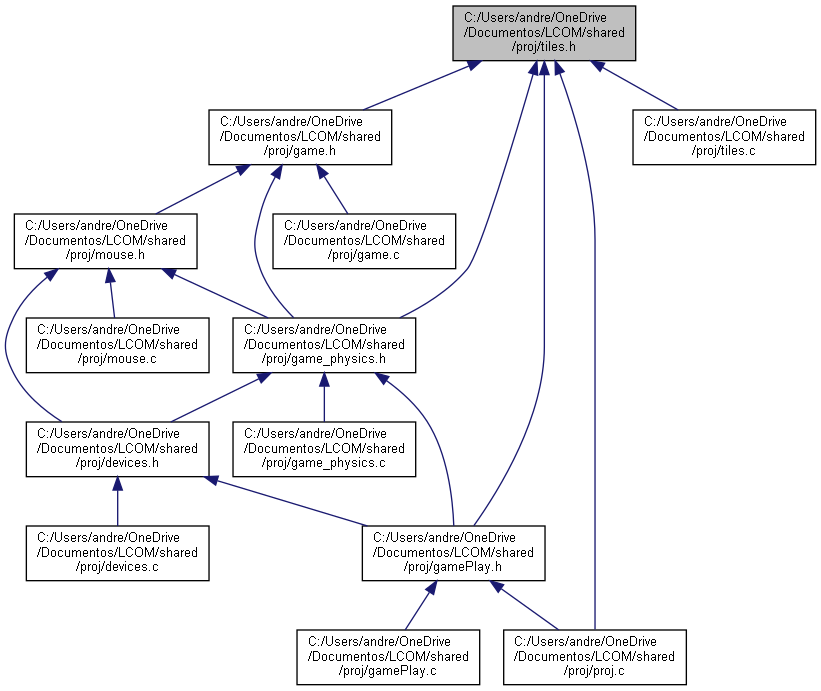 C:/Users/andre/OneDrive
/Documentos/LCOM/shared
/proj/tiles.h
C:/Users/andre/OneDrive
/Documentos/LCOM/shared
/proj/game.h
C:/Users/andre/OneDrive
/Documentos/LCOM/shared
/proj/tiles.c
C:/Users/andre/OneDrive
/Documentos/LCOM/shared
/proj/mouse.h
C:/Users/andre/OneDrive
/Documentos/LCOM/shared
/proj/game.c
C:/Users/andre/OneDrive
/Documentos/LCOM/shared
/proj/mouse.c
C:/Users/andre/OneDrive
/Documentos/LCOM/shared
/proj/game_physics.h
C:/Users/andre/OneDrive
/Documentos/LCOM/shared
/proj/devices.h
C:/Users/andre/OneDrive
/Documentos/LCOM/shared
/proj/game_physics.c
C:/Users/andre/OneDrive
/Documentos/LCOM/shared
/proj/devices.c
C:/Users/andre/OneDrive
/Documentos/LCOM/shared
/proj/gamePlay.h
C:/Users/andre/OneDrive
/Documentos/LCOM/shared
/proj/gamePlay.c
C:/Users/andre/OneDrive
/Documentos/LCOM/shared
/proj/proj.c